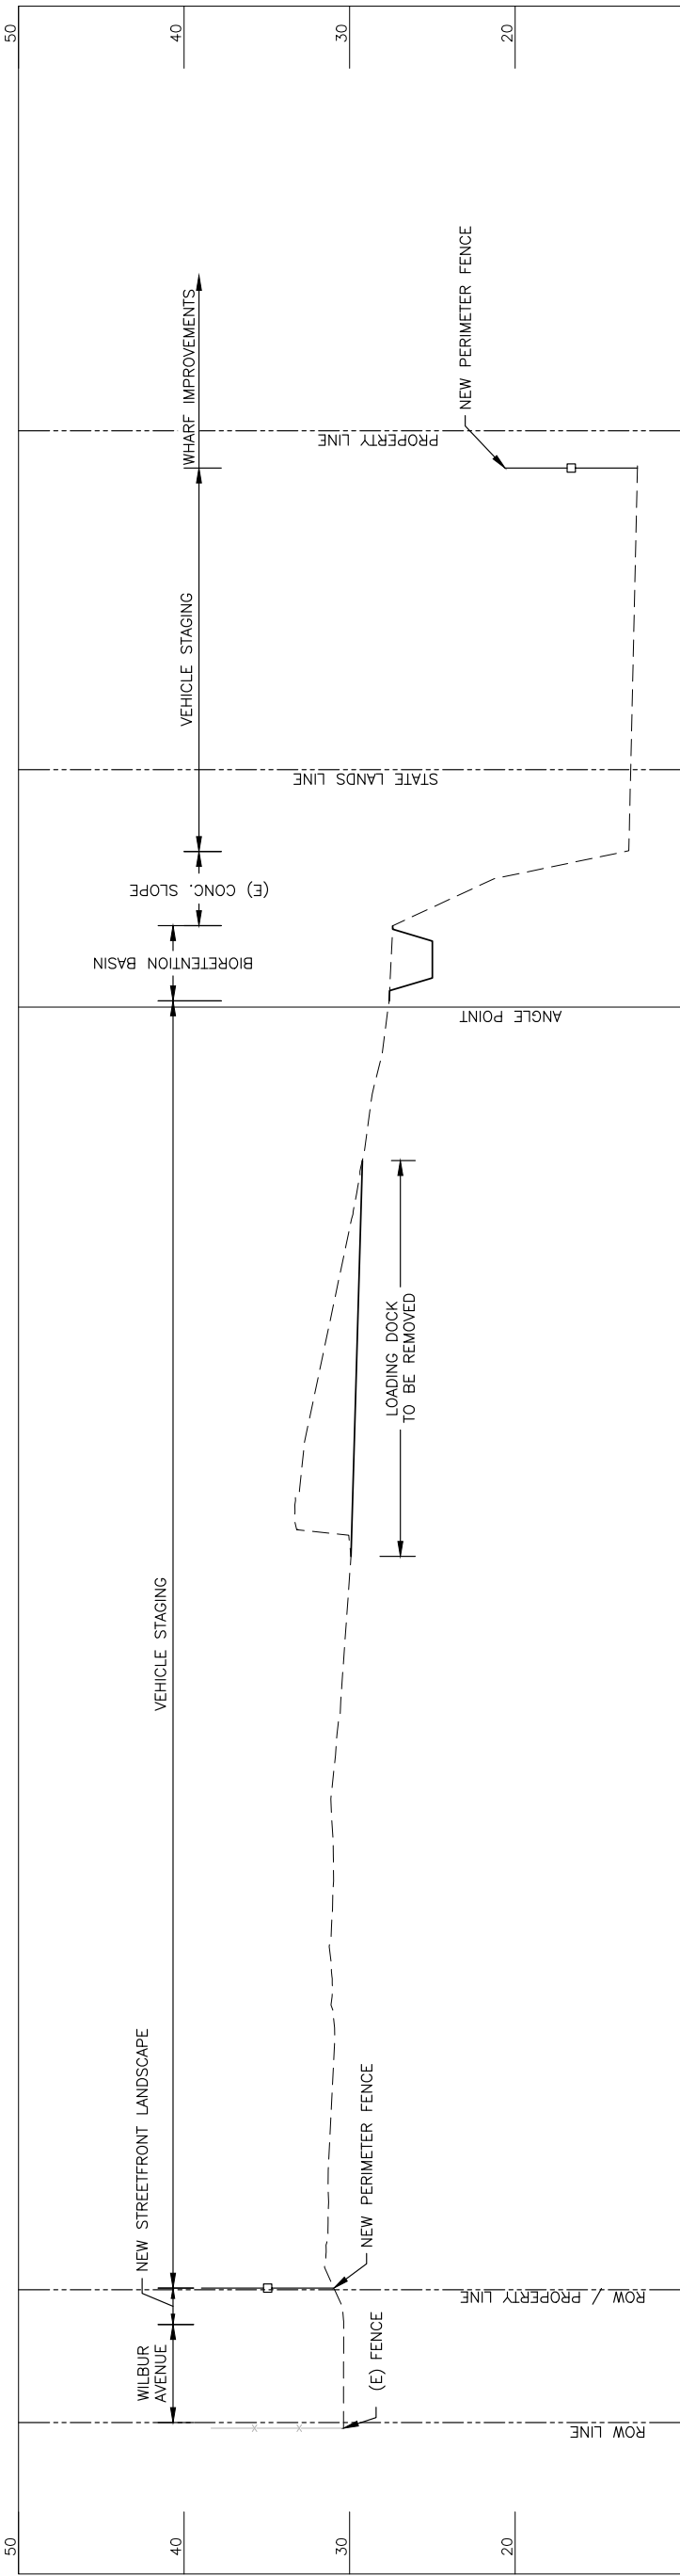 50
40
30
20
WILBUR
AVENUE
NEW STREETFRONT LANDSCAPE
VEHICLE STAGING
BIORETENTION BASIN
(E) CONC. SLOPE
VEHICLE STAGING
WHARF IMPROVEMENTS
(E) FENCE
NEW PERIMETER FENCE
LOADING DOCK
TO BE REMOVED
NEW PERIMETER FENCE
ROW LINE
ROW / PROPERTY LINE
ANGLE POINT
STATE LANDS LINE
PROPERTY LINE
50
40
30
20